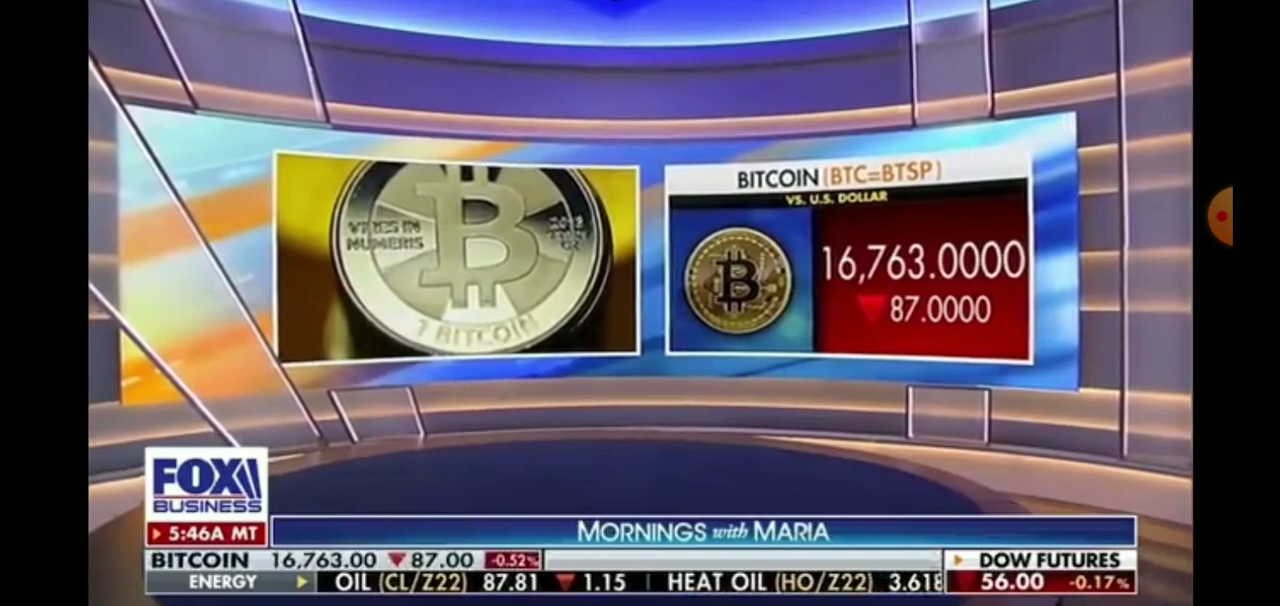 VIRES IN
NUMERIS
B
1 BITCOIN
BITCOIN (BTC=BTSP)
VS. U.S. DOLLAR
B
16,763.0000
▼ 87.0000
FOX
BUSINESS
5:46A MT
MORNINGS with MARIA
BITCOIN 16,763.00 ▼ 87.00 -0.52%
DOW FUTURES
ENERGY OIL (CL/Z22) 87.81 ▼ 1.15 HEAT OIL (HO/Z22) 3.618
56.00 -0.17%